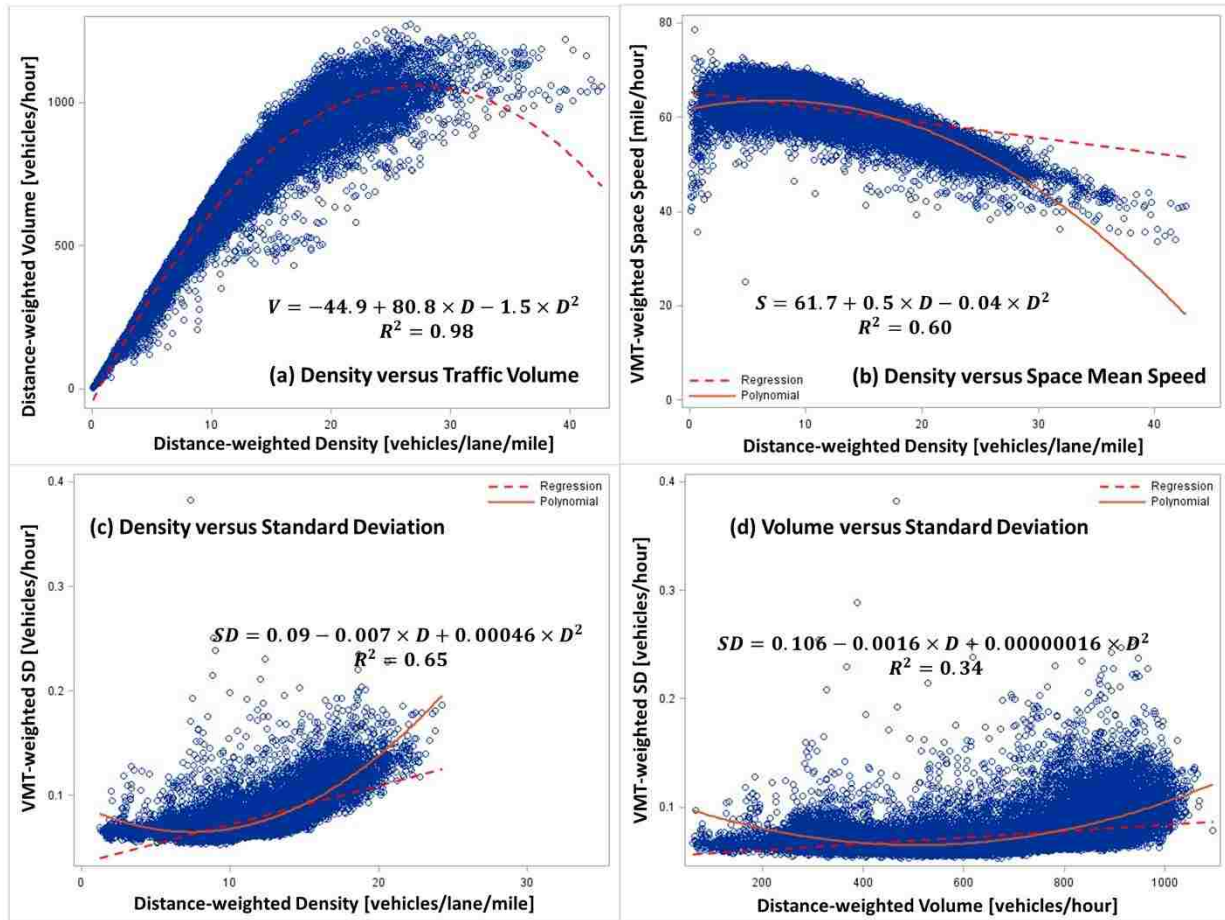 Distance-weighted Volume [vehicles/hour]
1000
500
0
V = −44.9 + 80.8 × D − 1.5 × D²
R² = 0.98
(a) Density versus Traffic Volume
0 10 20 30 40
Distance-weighted Density [vehicles/lane/mile]
VMT-weighted Space Speed [mile/hour]
80
60
40
20
0
S = 61.7 + 0.5 × D − 0.04 × D²
R² = 0.60
Regression
Polynomial
(b) Density versus Space Mean Speed
0 10 20 30 40
Distance-weighted Density [vehicles/lane/mile]
VMT-weighted SD [Vehicles/hour]
0.4
0.3
0.2
0.1
Regression
Polynomial
(c) Density versus Standard Deviation
SD = 0.09 − 0.007 × D + 0.00046 × D²
R² = 0.65
0 10 20 30
Distance-weighted Density [vehicles/lane/mile]
VMT-weighted SD [vehicles/hour]
0.4
0.3
0.2
0.1
Regression
Polynomial
(d) Volume versus Standard Deviation
SD = 0.106 − 0.0016 × D + 0.00000016 × D²
R² = 0.34
200 400 600 800 1000
Distance-weighted Volume [vehicles/hour]